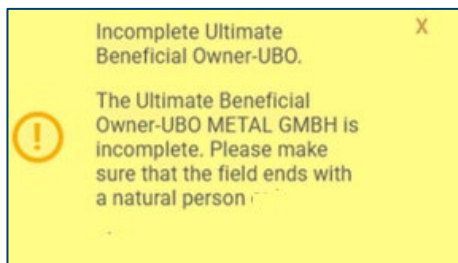 Incomplete Ultimate
X
Beneficial Owner-UBO.
The Ultimate Beneficial
Owner-UBO METAL GMBH is
incomplete. Please make
sure that the field ends with
a natural person